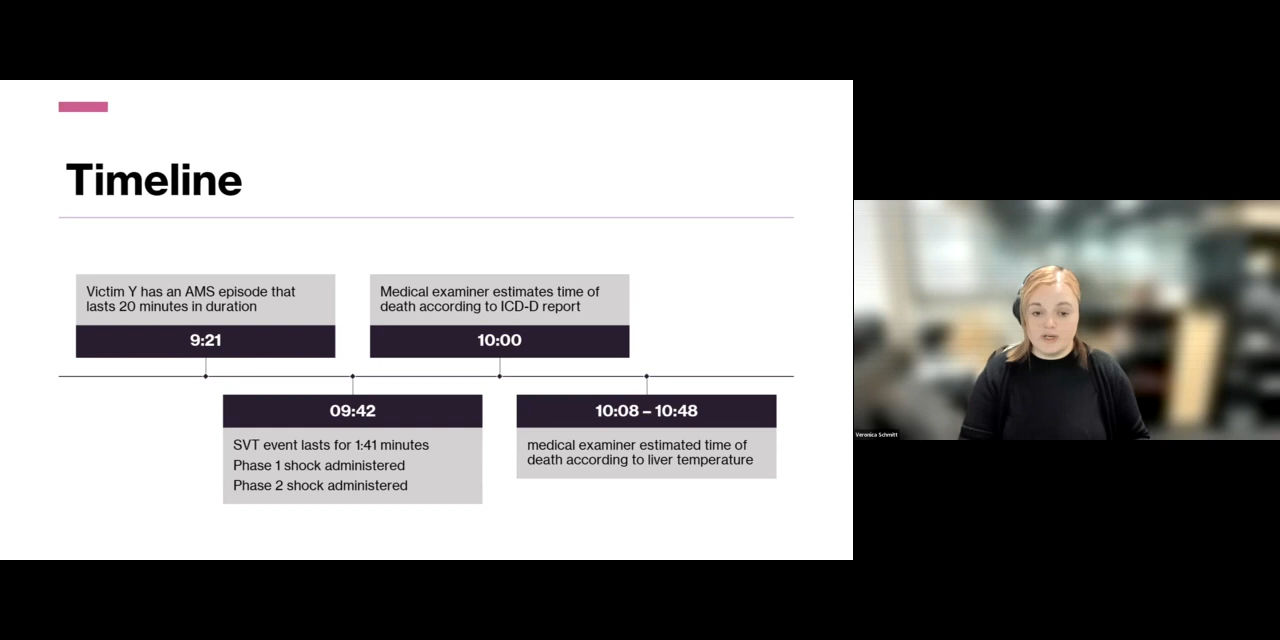 Timeline
Victim Y has an AMS episode that
lasts 20 minutes in duration
9:21
Medical examiner estimates time of
death according to ICD-D report
10:00
09:42
SVT event lasts for 1:41 minutes
Phase 1 shock administered
Phase 2 shock administered
10:08 – 10:48
medical examiner estimated time of
death according to liver temperature
Veronica Schmitt